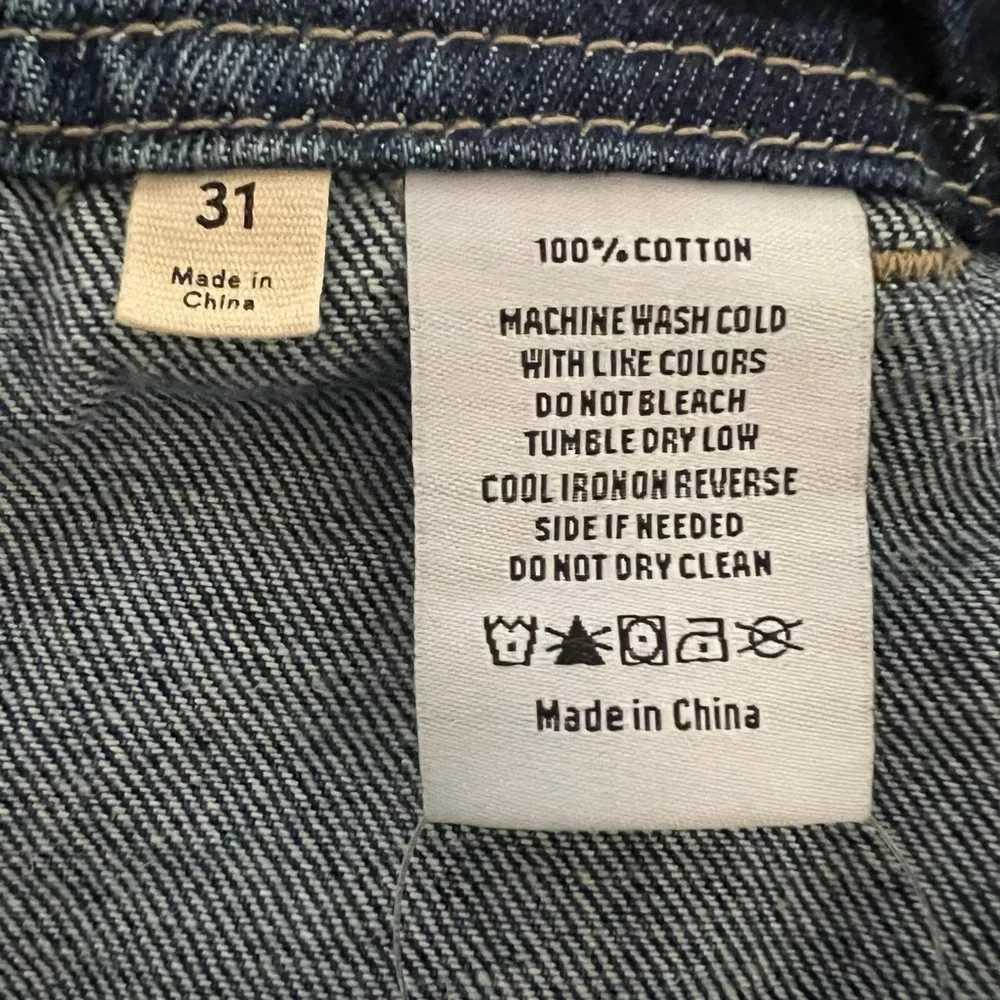 31
Made in
China
100% COTTON
MACHINE WASH COLD
WITH LIKE COLORS
DO NOT BLEACH
TUMBLE DRY LOW
COOL IRON ON REVERSE
SIDE IF NEEDED
DO NOT DRY CLEAN
Made in China